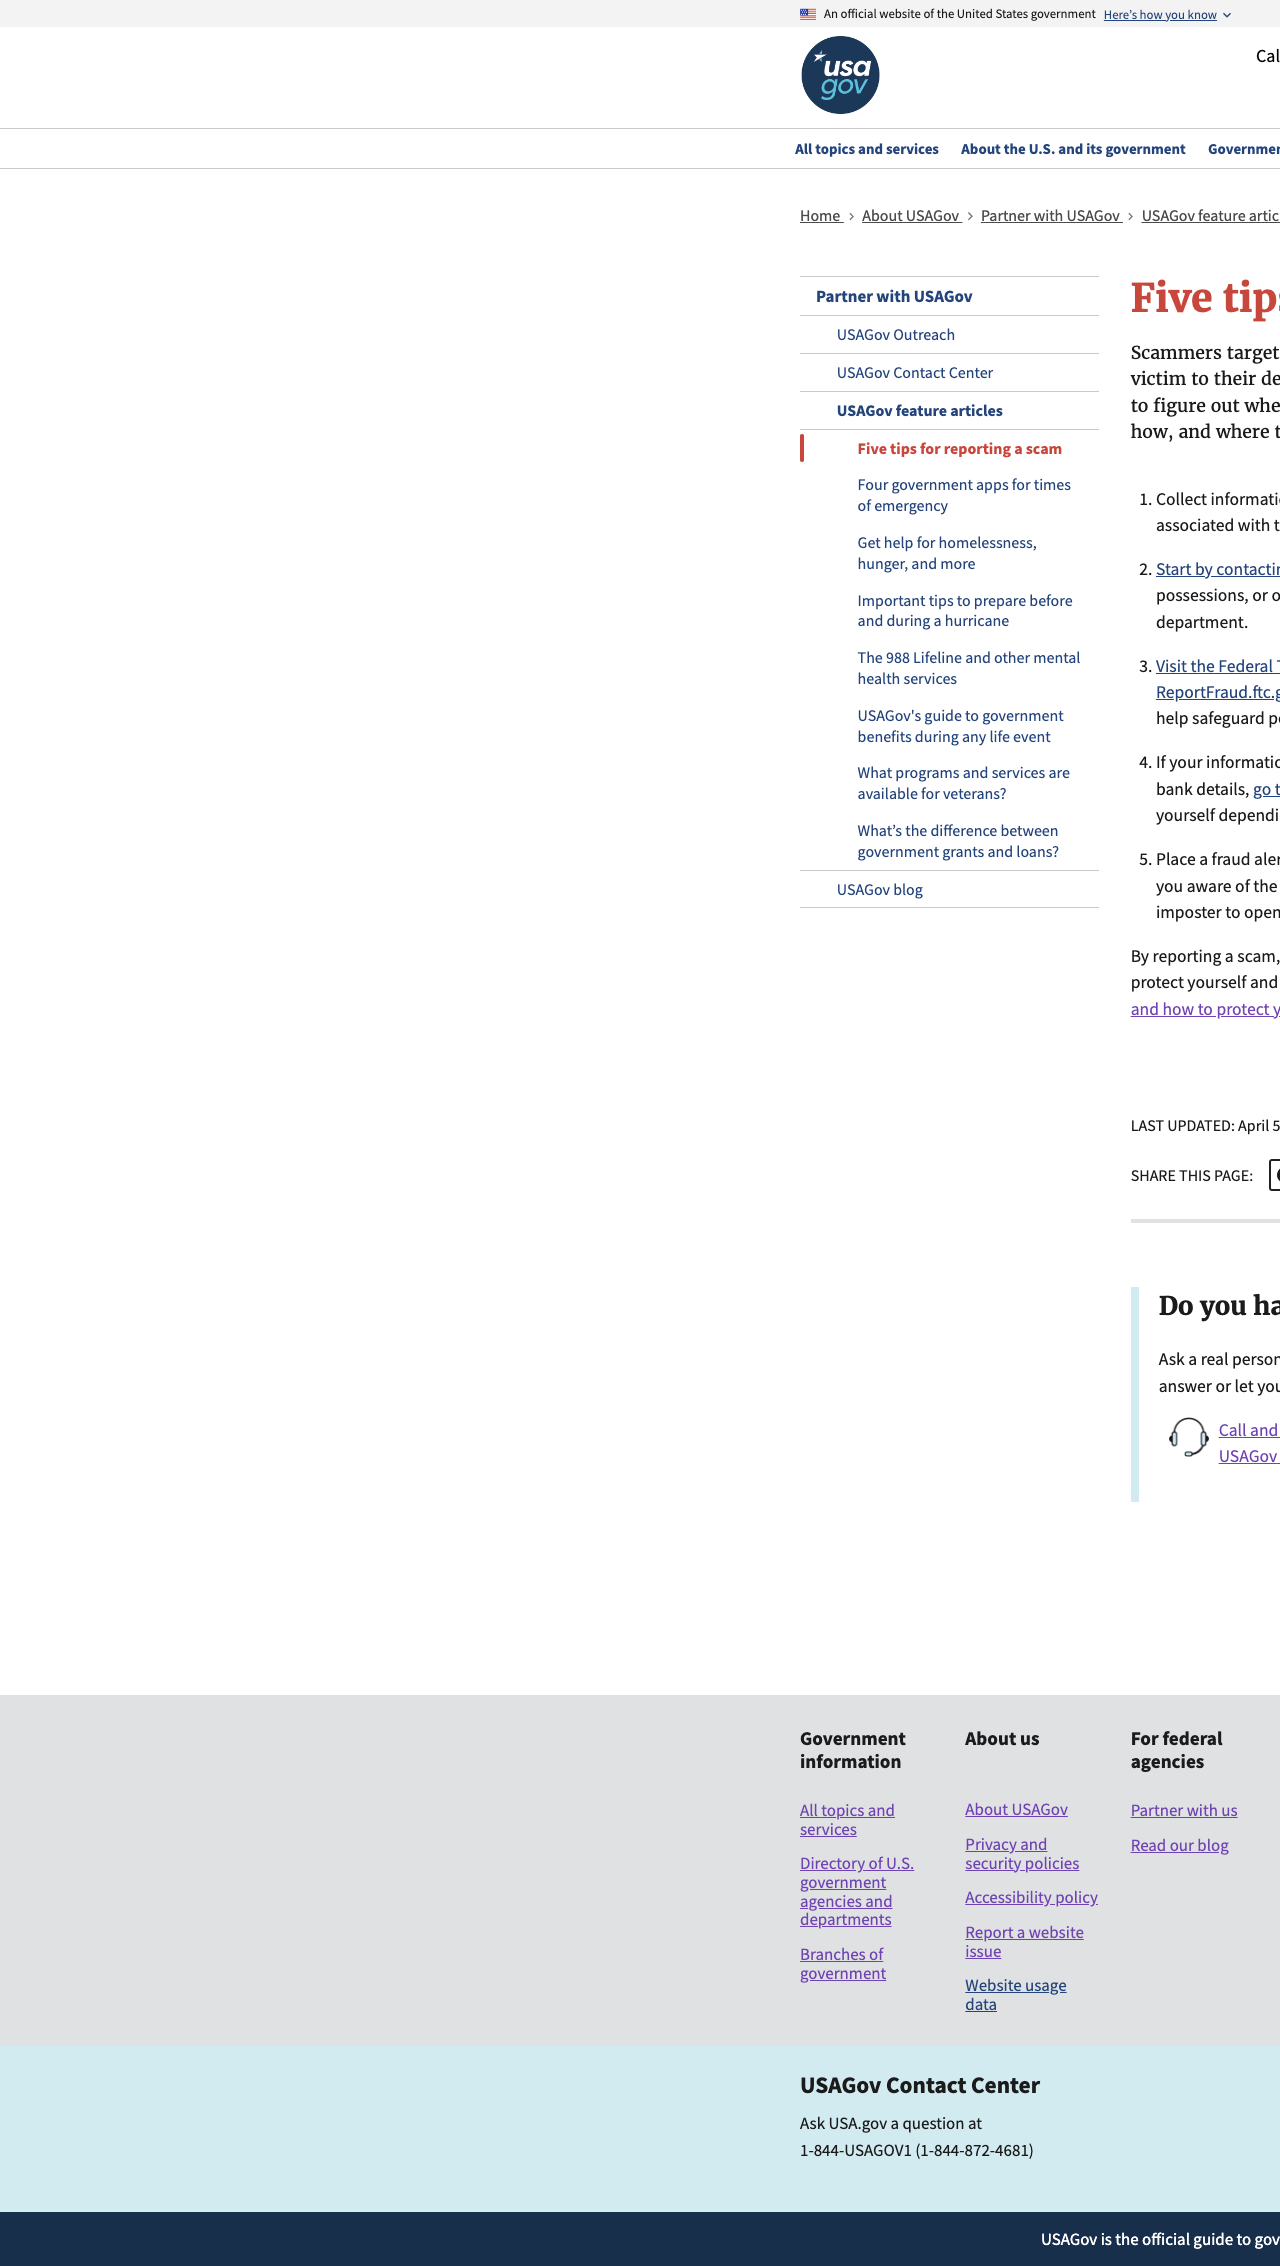 An official website of the United States government Here's how you know
usa
gov
Cal
All topics and services About the U.S. and its government Governmen
Home About USAGov Partner with USAGov USAGov feature artic
Partner with USAGov
USAGov Outreach
USAGov Contact Center
USAGov feature articles
Five tips for reporting a scam
Four government apps for times
of emergency
Get help for homelessness,
hunger, and more
Important tips to prepare before
and during a hurricane
The 988 Lifeline and other mental
health services
USAGov's guide to government
benefits during any life event
What programs and services are
available for veterans?
What’s the difference between
government grants and loans?
USAGov blog
Five tips
Scammers target
victim to their de
to figure out whe
how, and where t
1. Collect informati
associated with t
2. Start by contactin
possessions, or o
department.
3. Visit the Federal T
ReportFraud.ftc.g
help safeguard p
4. If your informatio
bank details, go t
yourself dependi
5. Place a fraud aler
you aware of the
imposter to open
By reporting a scam,
protect yourself and
and how to protect y
LAST UPDATED: April 5
SHARE THIS PAGE:
Do you ha
Ask a real person
answer or let you
Call and
USAGov
Government
information
All topics and
services
Directory of U.S.
government
agencies and
departments
Branches of
government
About us
About USAGov
Privacy and
security policies
Accessibility policy
Report a website
issue
Website usage
data
For federal
agencies
Partner with us
Read our blog
USAGov Contact Center
Ask USA.gov a question at
1-844-USAGOV1 (1-844-872-4681)
USAGov is the official guide to gov